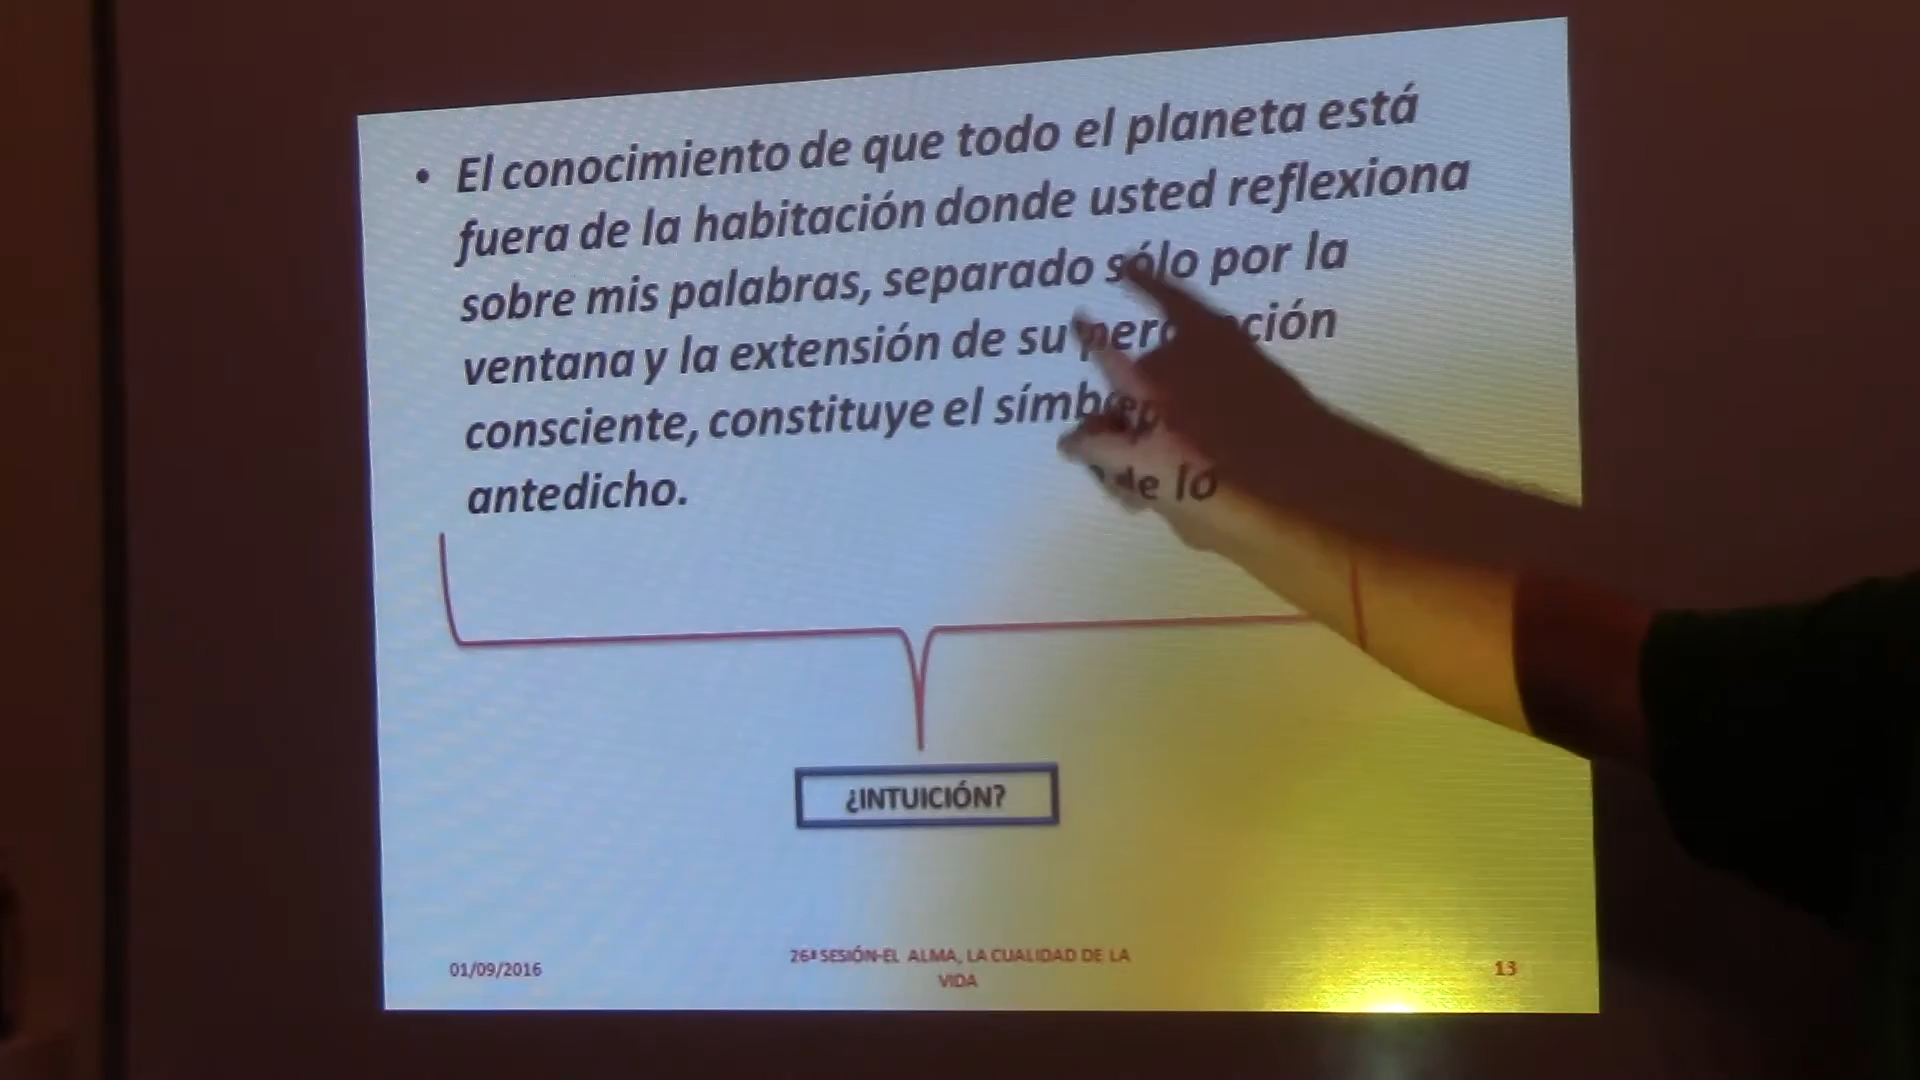 • El conocimiento de que todo el planeta está
fuera de la habitación donde usted reflexiona
sobre mis palabras, separado sólo por la
ventana y la extensión de su
consciente, constituye el
antedicho.
¿INTUICIÓN?
01/09/2016
26ª SESIÓN-EL ALMA, LA CUALIDAD DE LA
VIDA
13